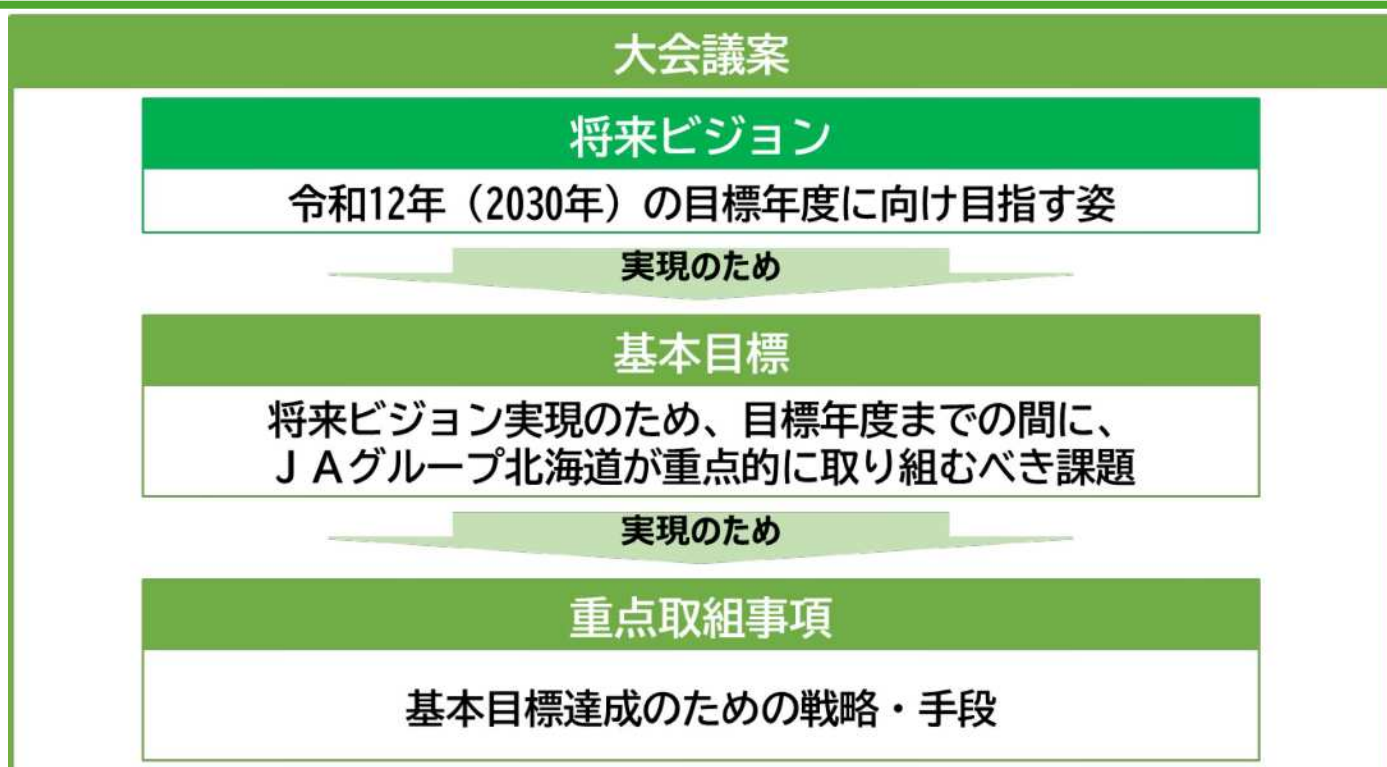 大会議案
将来ビジョン
令和12年（2030年）の目標年度に向け目指す姿
実現のため
基本目標
将来ビジョン実現のため、目標年度までの間に、
ＪＡグループ北海道が重点的に取り組むべき課題
実現のため
重点取組事項
基本目標達成のための戦略・手段